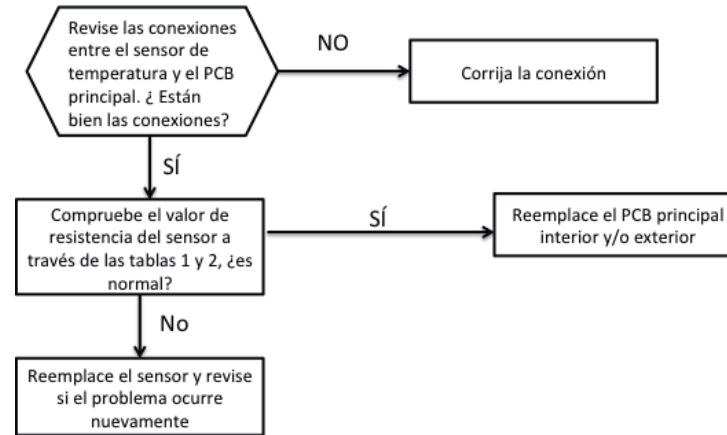 Revise las conexiones
entre el sensor de
temperatura y el PCB
principal. ¿ Están
bien las conexiones?
NO
Corrija la conexión
SÍ
Compruebe el valor de
resistencia del sensor a
través de las tablas 1 y 2, ¿es
normal?
SÍ
Reemplace el PCB principal
interior y/o exterior
No
Reemplace el sensor y revise
si el problema ocurre
nuevamente